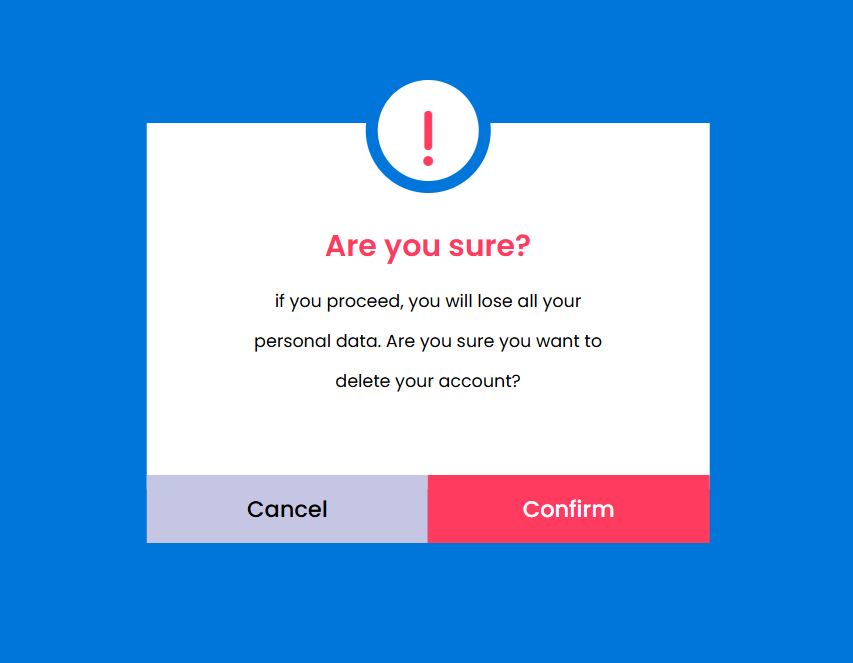 !
Are you sure?
if you proceed, you will lose all your
personal data. Are you sure you want to
delete your account?
Cancel
Confirm